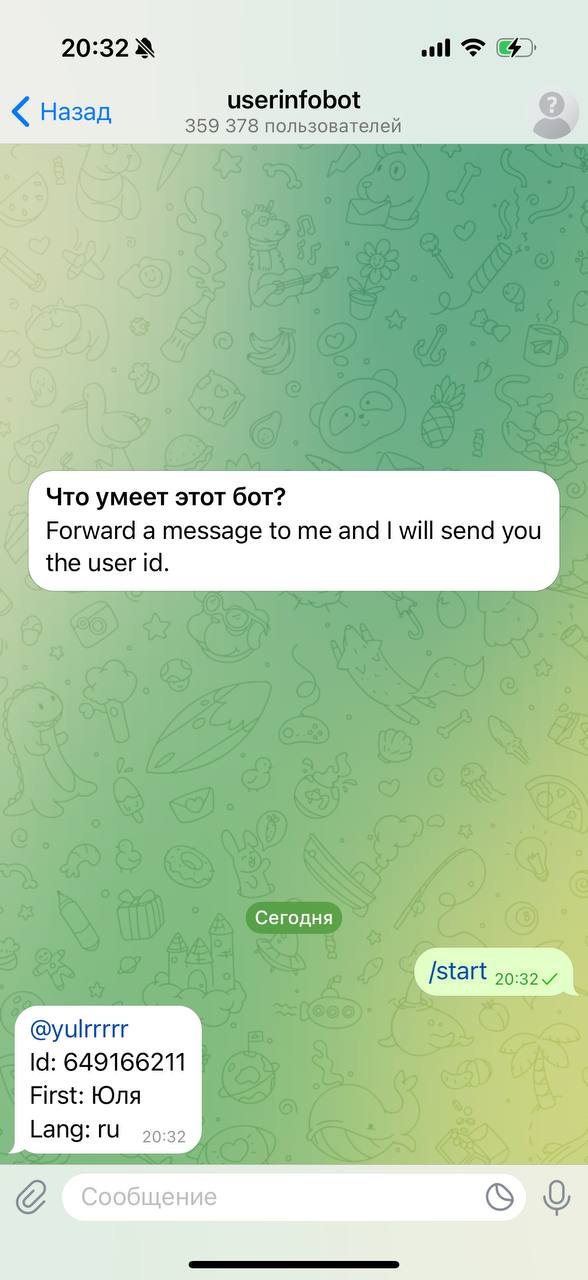 20:32
Назад
userinfobot
359 378 пользователей
Что умеет этот бот?
Forward a message to me and I will send you
the user id.
Сегодня
/start 20:32
@yulrrrrr
Id: 649166211
First: Юля
Lang: ru 20:32
Сообщение